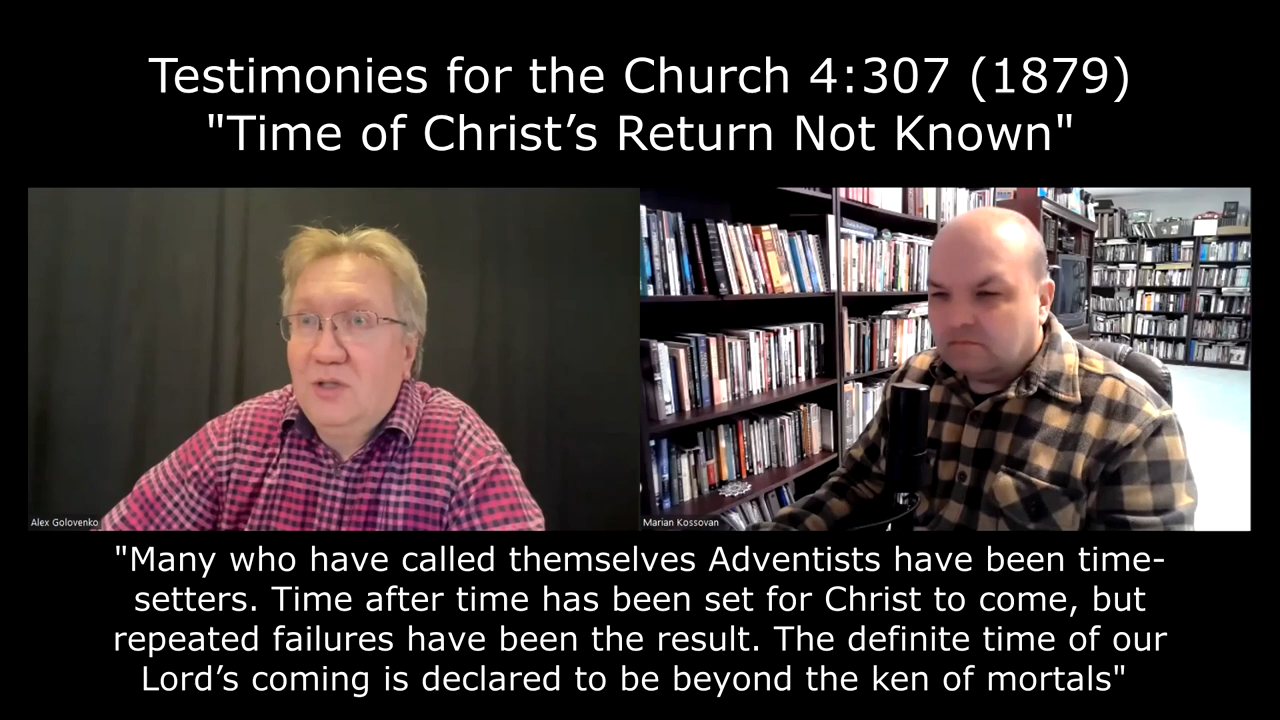 Testimonies for the Church 4:307 (1879)
"Time of Christ’s Return Not Known"
Alex Golovenko
Marian Kossovan
"Many who have called themselves Adventists have been time-
setters. Time after time has been set for Christ to come, but
repeated failures have been the result. The definite time of our
Lord’s coming is declared to be beyond the ken of mortals"